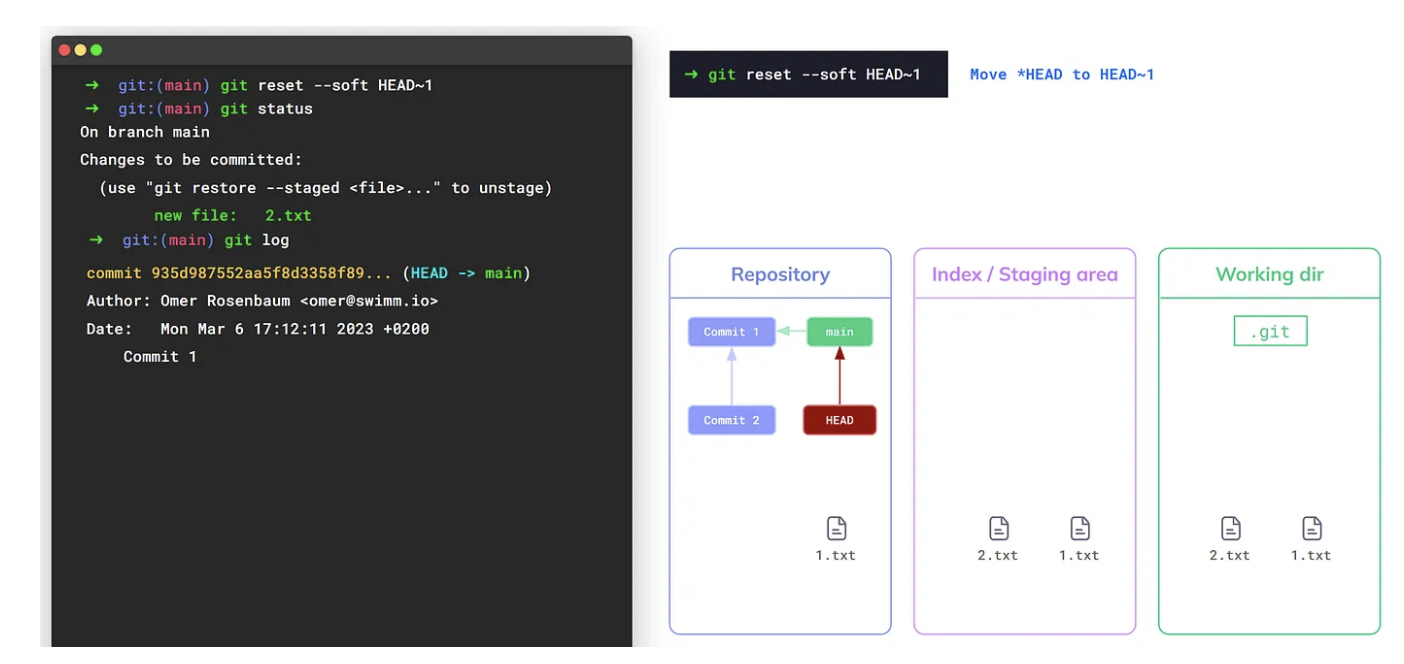 ➜ git:(main) git reset --soft HEAD~1
➜ git:(main) git status
On branch main
Changes to be committed:
(use "git restore --staged <file>..." to unstage)
new file: 2.txt
➜ git:(main) git log
commit 935d987552aa5f8d3358f89... (HEAD -> main)
Author: Omer Rosenbaum <omer@swimm.io>
Date: Mon Mar 6 17:12:11 2023 +0200
Commit 1
➜ git reset --soft HEAD~1
Move *HEAD to HEAD~1
Repository
Commit 1
main
Commit 2
HEAD
1.txt
Index / Staging area
2.txt
1.txt
Working dir
.git
2.txt
1.txt